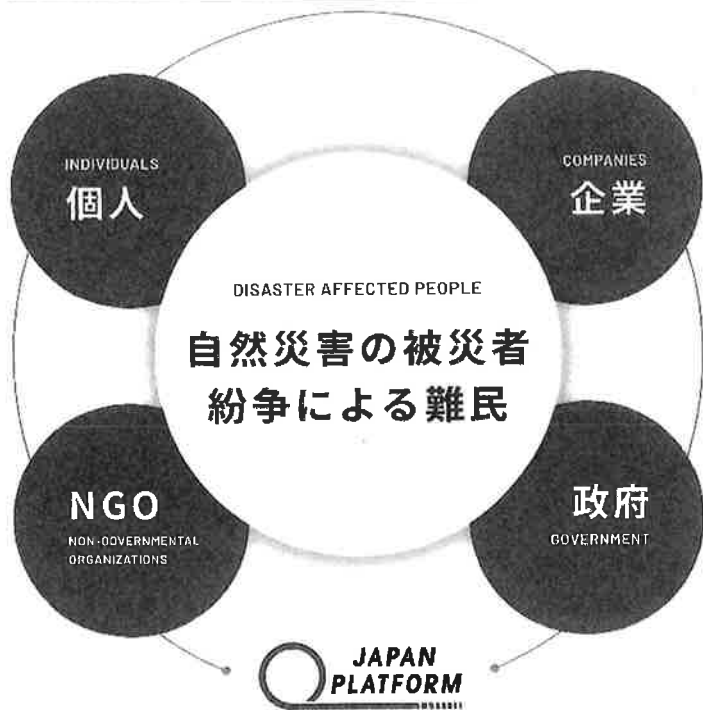 INDIVIDUALS
個人
COMPANIES
企業
DISASTER AFFECTED PEOPLE
自然災害の被災者
紛争による難民
NGO
NON-GOVERNMENTAL
ORGANIZATIONS
政府
GOVERNMENT
JAPAN
PLATFORM